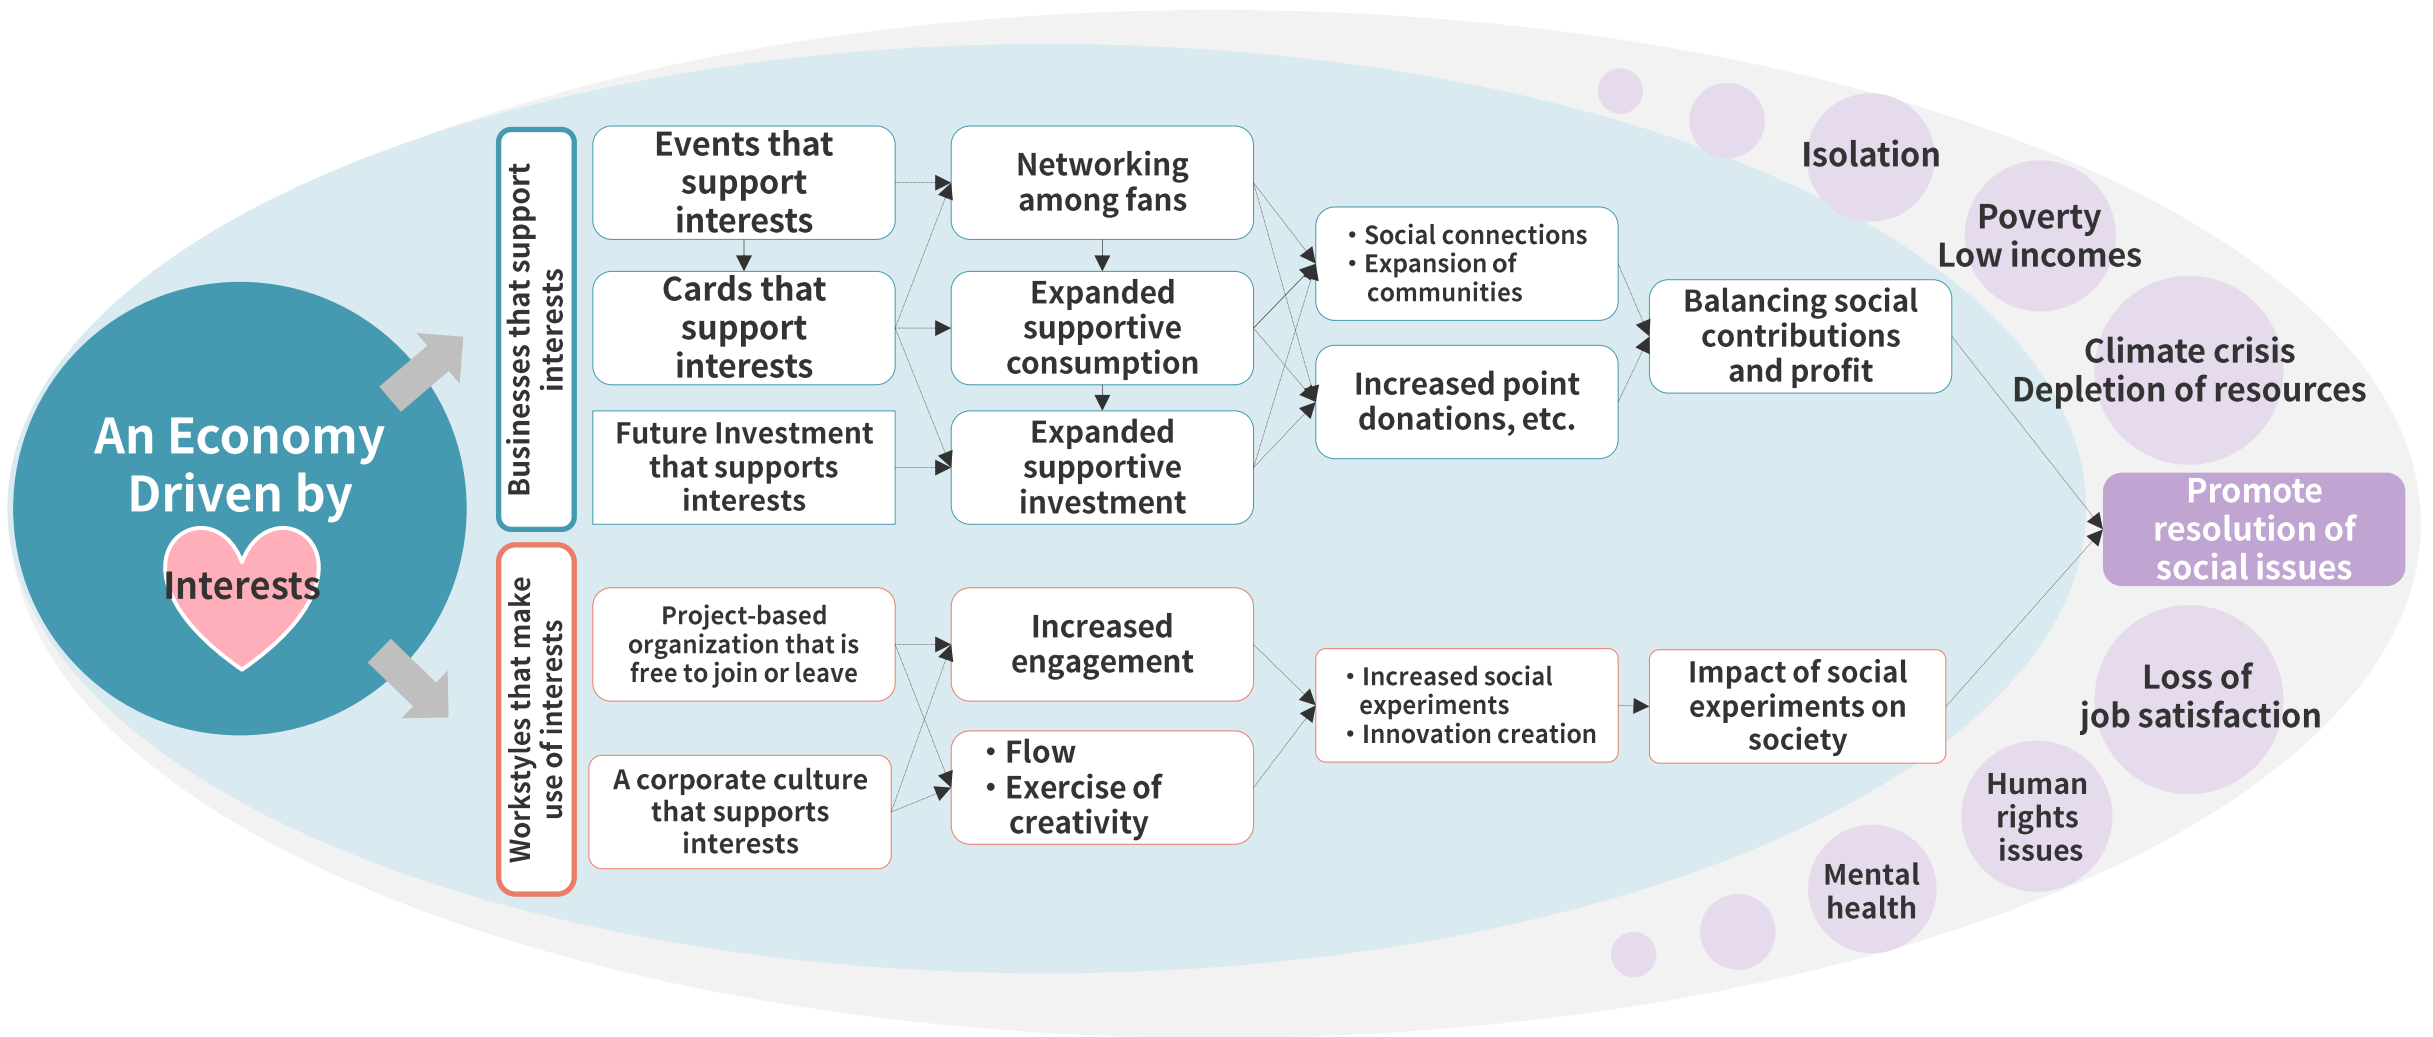 An Economy
Driven by
Interests
Businesses that support
interests
Events that
support
interests
Cards that
support
interests
Future Investment
that supports
interests
Networking
among fans
Expanded
supportive
consumption
Expanded
supportive
investment
・Social connections
・Expansion of
communities
Increased point
donations, etc.
Balancing social
contributions
and profit
Workstyles that make
use of interests
Project-based
organization that is
free to join or leave
A corporate culture
that supports
interests
Increased
engagement
・Flow
・Exercise of
creativity
・Increased social
experiments
・Innovation creation
Impact of social
experiments on
society
Isolation
Poverty
Low incomes
Climate crisis
Depletion of resources
Promote
resolution of
social issues
Loss of
job satisfaction
Human
rights
issues
Mental
health